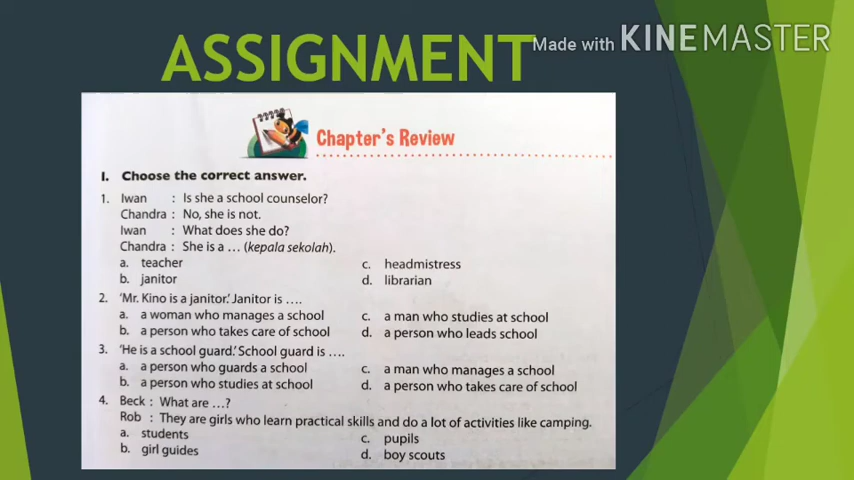 ASSIGNMENT
Made with KINEMASTER
Chapter's Review
I. Choose the correct answer.
1. Iwan : Is she a school counselor?
Chandra : No, she is not.
Iwan : What does she do?
Chandra : She is a ... (kepala sekolah).
a. teacher c. headmistress
b. janitor d. librarian
2. 'Mr. Kino is a janitor.' Janitor is ....
a. a woman who manages a school c. a man who studies at school
b. a person who takes care of school d. a person who leads school
3. 'He is a school guard.' School guard is ....
a. a person who guards a school c. a man who manages a school
b. a person who studies at school d. a person who takes care of school
4. Beck : What are ...?
Rob : They are girls who learn practical skills and do a lot of activities like camping.
a. students c. pupils
b. girl guides d. boy scouts